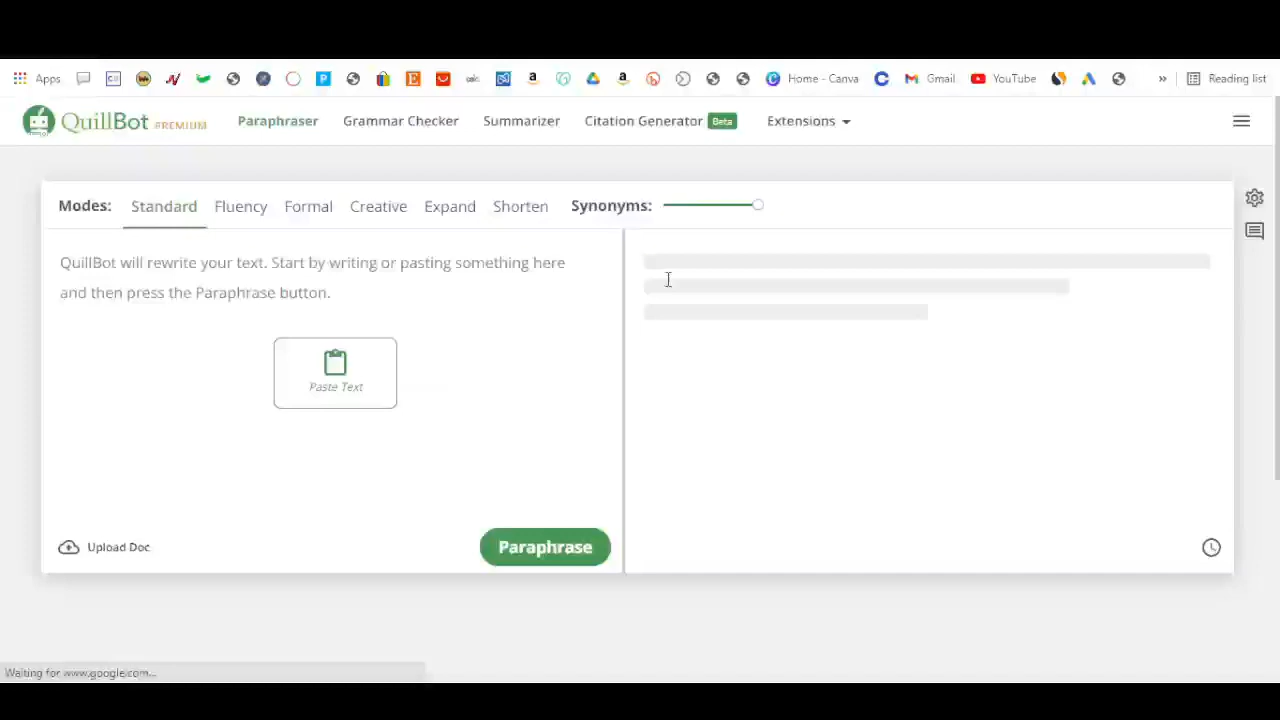 Apps Home - Canva Gmail YouTube Reading list
QuillBot PREMIUM Paraphraser Grammar Checker Summarizer Citation Generator Beta Extensions
Modes: Standard Fluency Formal Creative Expand Shorten Synonyms:
QuillBot will rewrite your text. Start by writing or pasting something here
and then press the Paraphrase button.
Paste Text
Upload Doc Paraphrase
Waiting for www.google.com...